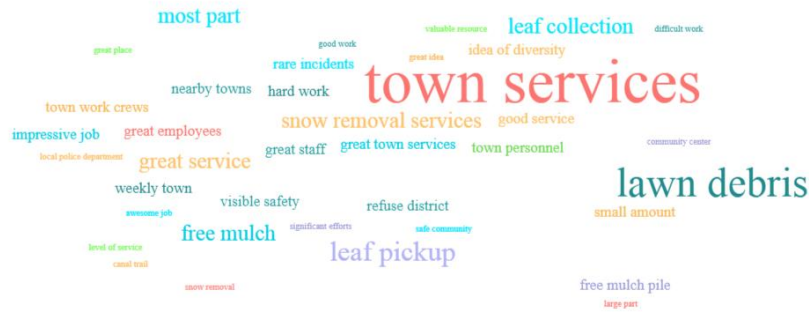 most part
leaf collection
valuable resource
difficult work
great place
good work
idea of diversity
great idea
rare incidents
town services
nearby towns
hard work
town work crews
snow removal services
good service
impressive job
great employees
great town services
town personnel
community center
local police department
great service
great staff
weekly town
lawn debris
visible safety
refuse district
small amount
awesome job
free mulch
significant efforts
safe community
level of service
leaf pickup
canal trail
snow removal
free mulch pile
large part